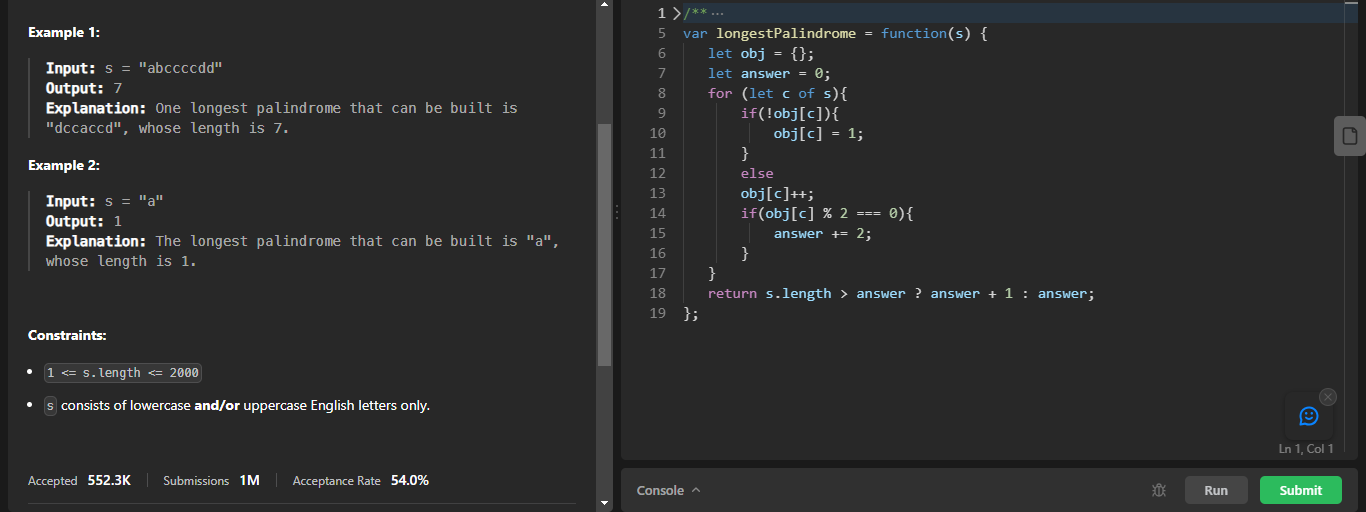 Example 1:
Input: s = "abccccdd"
Output: 7
Explanation: One longest palindrome that can be built is
"dccaccd", whose length is 7.
Example 2:
Input: s = "a"
Output: 1
Explanation: The longest palindrome that can be built is "a",
whose length is 1.
Constraints:
• 1 <= s.length <= 2000
• s consists of lowercase and/or uppercase English letters only.
Accepted 552.3K Submissions 1M Acceptance Rate 54.0%
1 /** ···
5 var longestPalindrome = function(s) {
6 let obj = {};
7 let answer = 0;
8 for (let c of s){
9 if(!obj[c]){
10 obj[c] = 1;
11 }
12 else
13 obj[c]++;
14 if(obj[c] % 2 === 0){
15 answer += 2;
16 }
17 }
18 return s.length > answer ? answer + 1 : answer;
19 };
Ln 1, Col 1
Console Run Submit